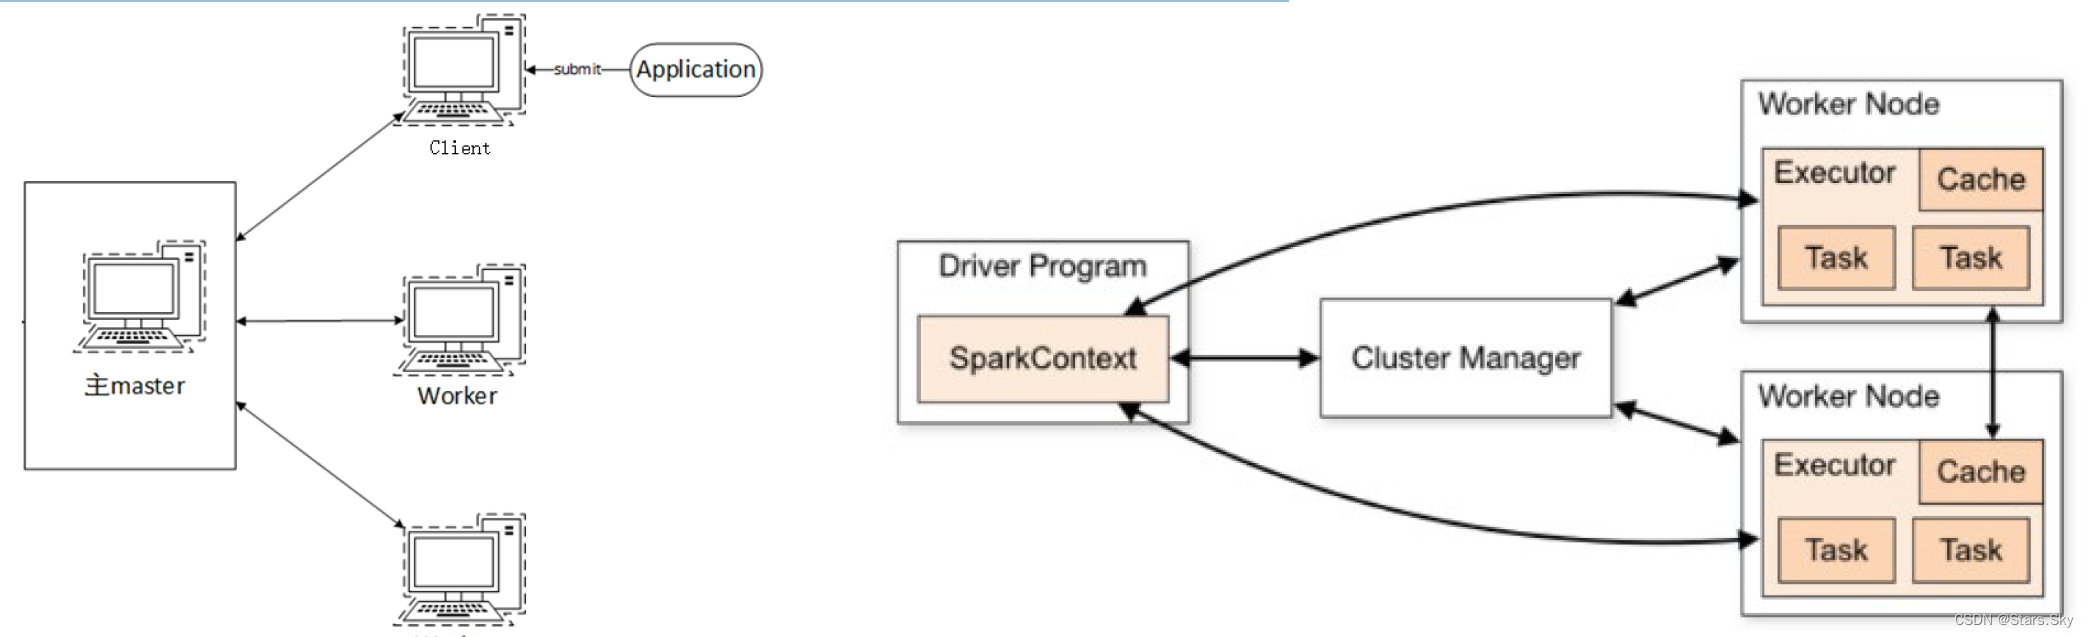 submit
Application
Client
主master
Worker
Driver Program
SparkContext
Cluster Manager
Worker Node
Executor
Cache
Task
Task
Worker Node
Executor
Cache
Task
Task
CSDN @Stars.Sky